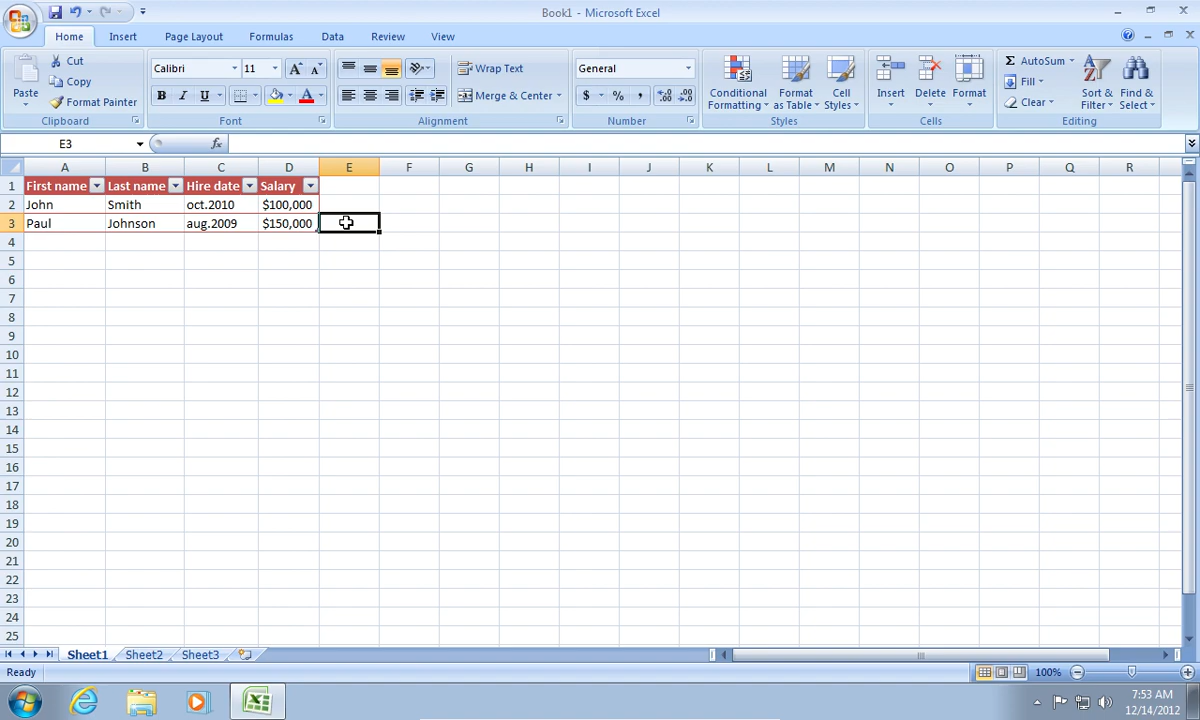 Book1 - Microsoft Excel
Home Insert Page Layout Formulas Data Review View
Paste
Cut
Copy
Format Painter
Clipboard
Calibri 11
B I U
Font
Wrap Text
Merge & Center
Alignment
General
$ % ,
Number
Conditional Formatting
Format as Table
Cell Styles
Styles
Insert Delete Format
Cells
Σ AutoSum
Fill
Clear
Sort & Filter
Find & Select
Editing
E3 fx
A B C D E F G H I J K L M N O P Q R
1 First name Last name Hire date Salary
2 John Smith oct.2010 $100,000
3 Paul Johnson aug.2009 $150,000
4
5
6
7
8
9
10
11
12
13
14
15
16
17
18
19
20
21
22
23
24
25
Sheet1 Sheet2 Sheet3
Ready 100%
7:53 AM
12/14/2012